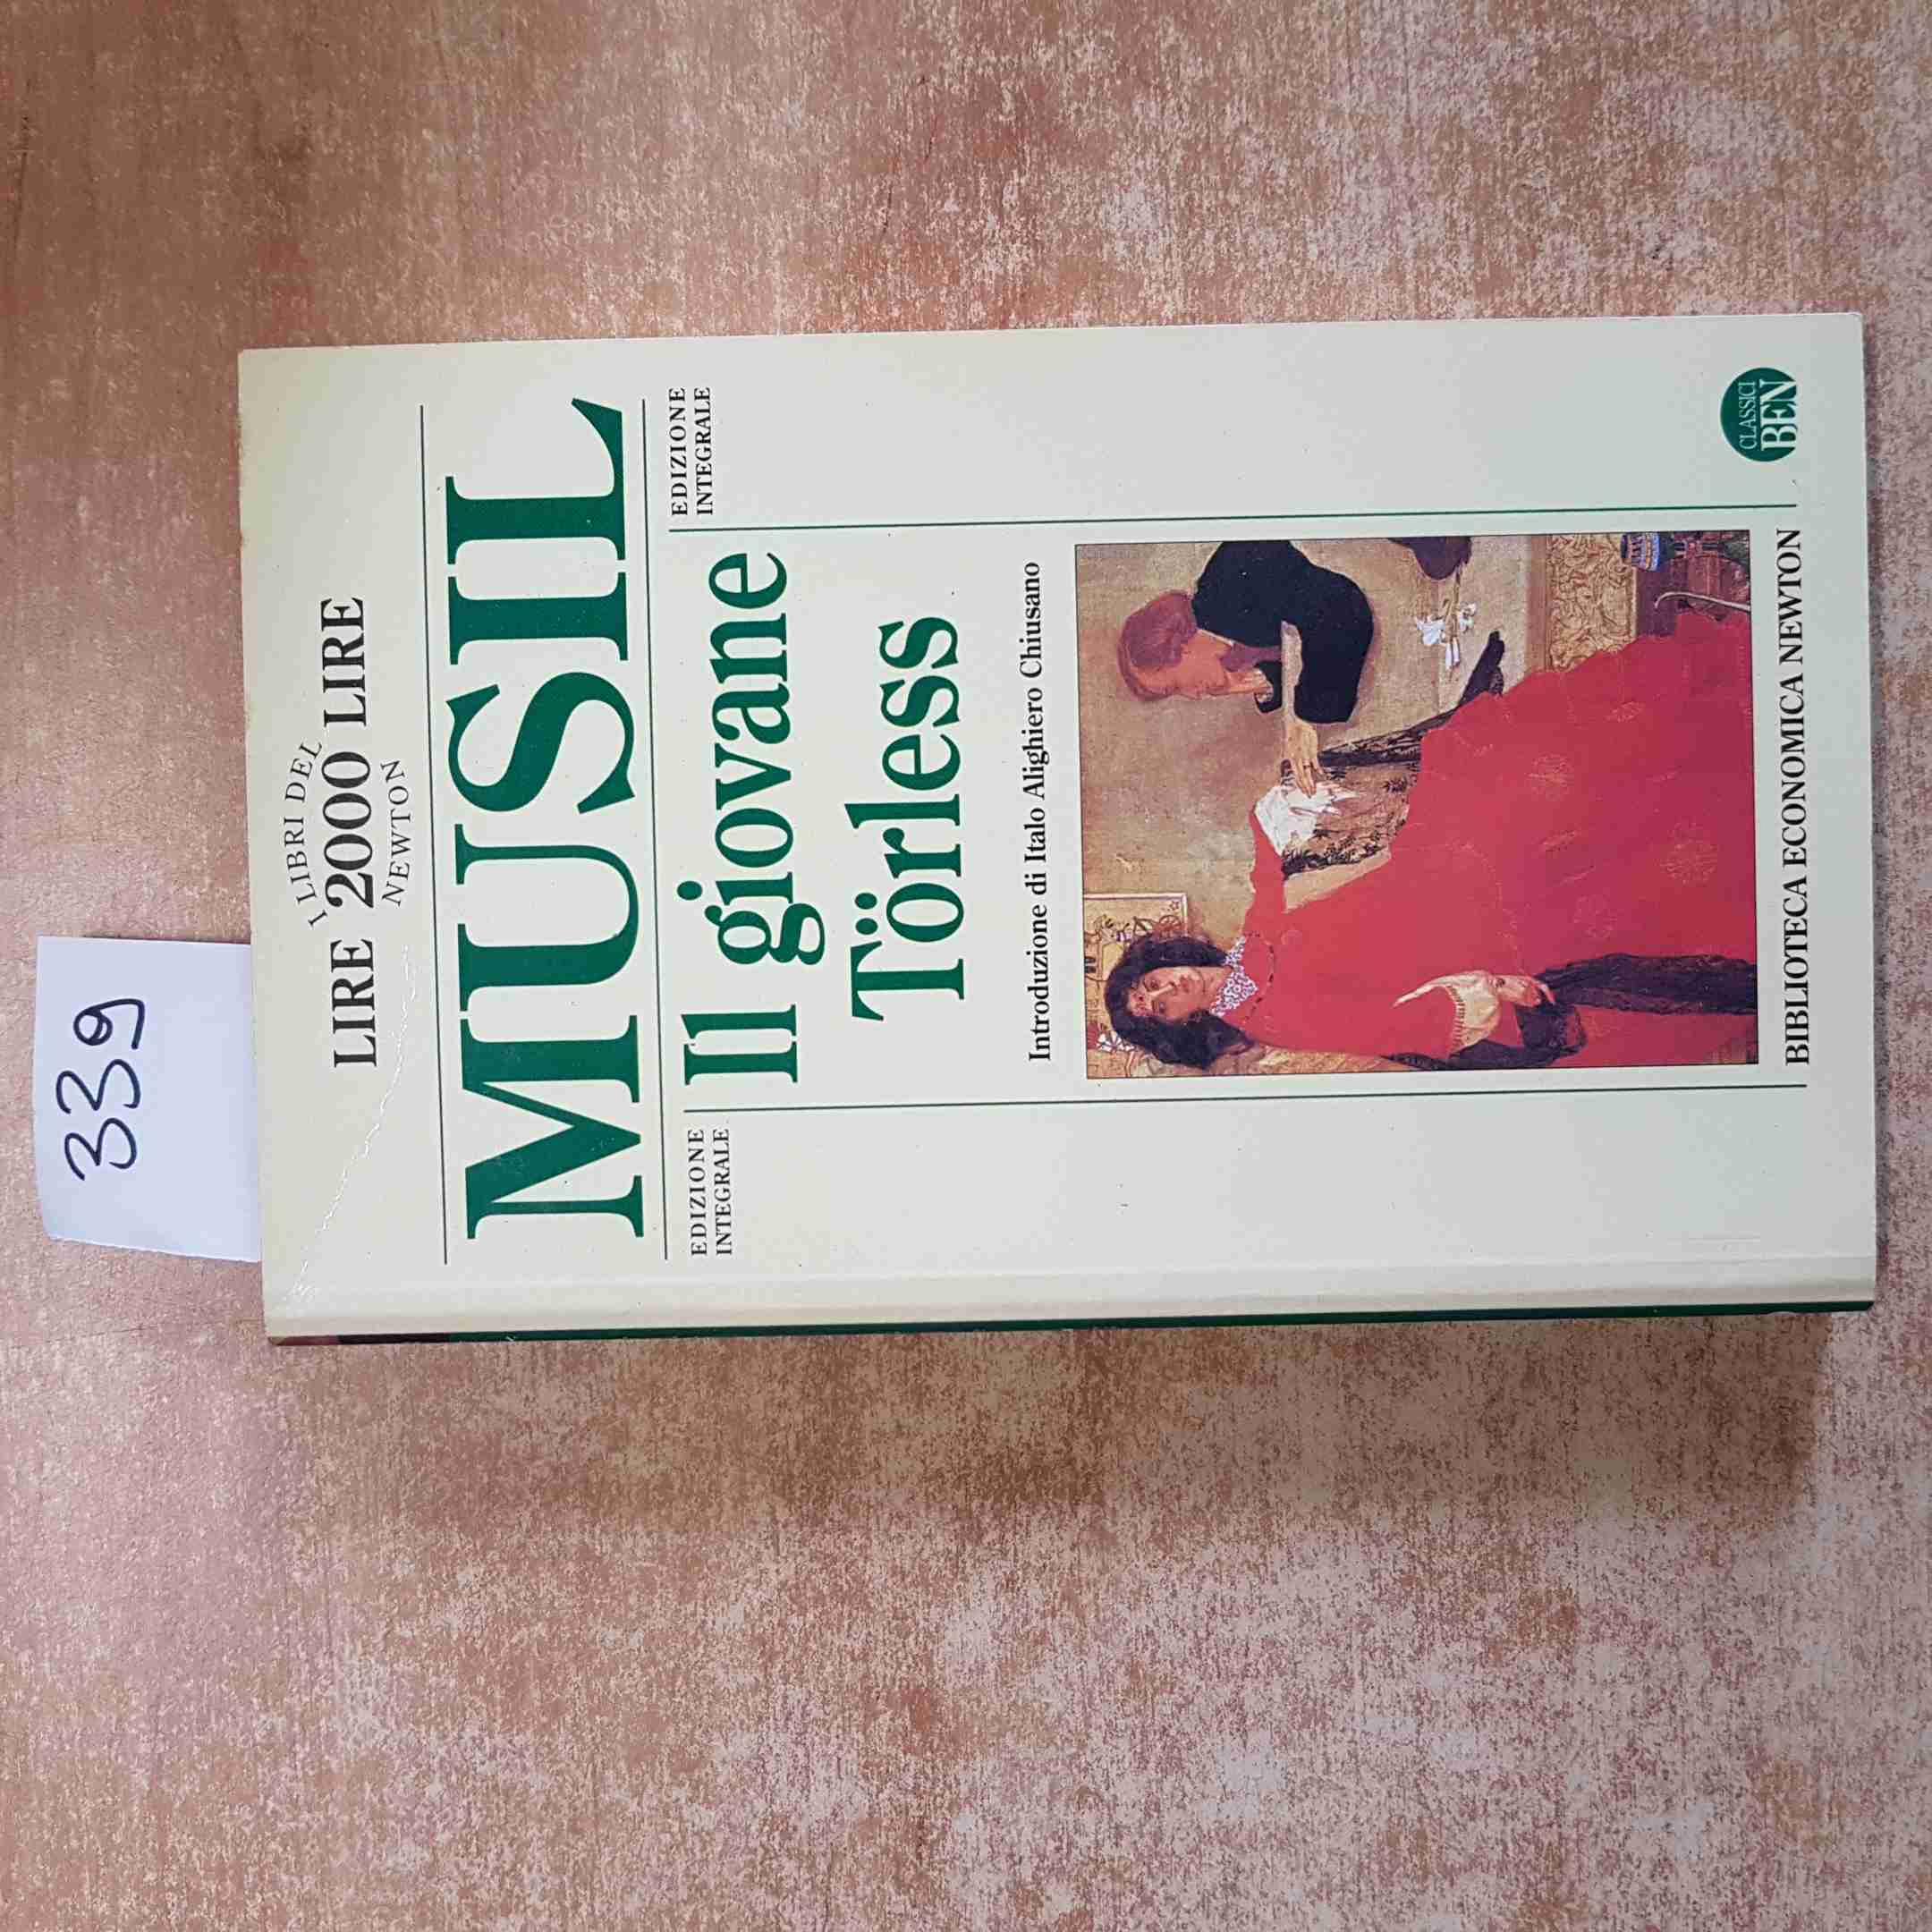 339
I LIBRI DEL
LIRE 2000 LIRE
NEWTON
MUSIL
EDIZIONE
INTEGRALE
Il giovane
Törless
EDIZIONE
INTEGRALE
Introduzione di Italo Alighiero Chiusano
BIBLIOTECA ECONOMICA NEWTON
CLASSICI
BEN